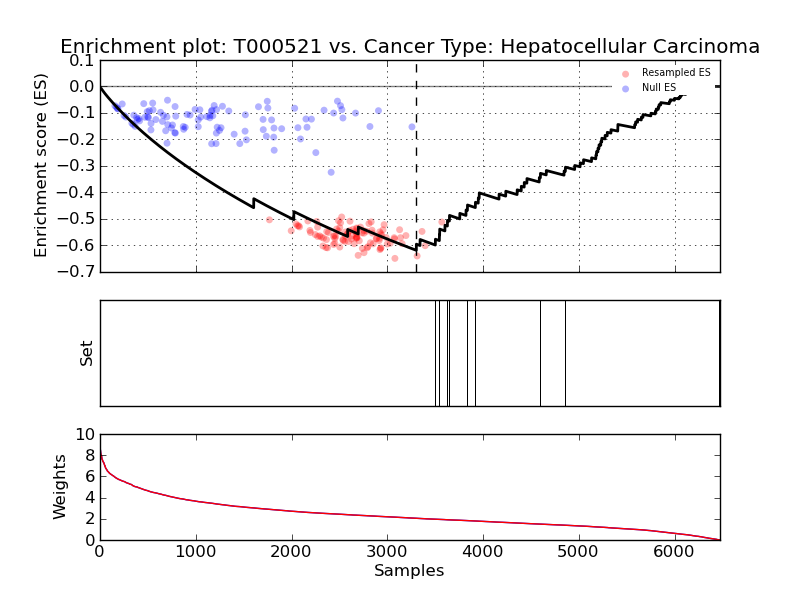 Enrichment plot: T000521 vs. Cancer Type: Hepatocellular Carcinoma
Enrichment score (ES)
0.1
0.0
−0.1
−0.2
−0.3
−0.4
−0.5
−0.6
−0.7
Resampled ES
Null ES
Set
Weights
10
8
6
4
2
0
0 1000 2000 3000 4000 5000 6000
Samples